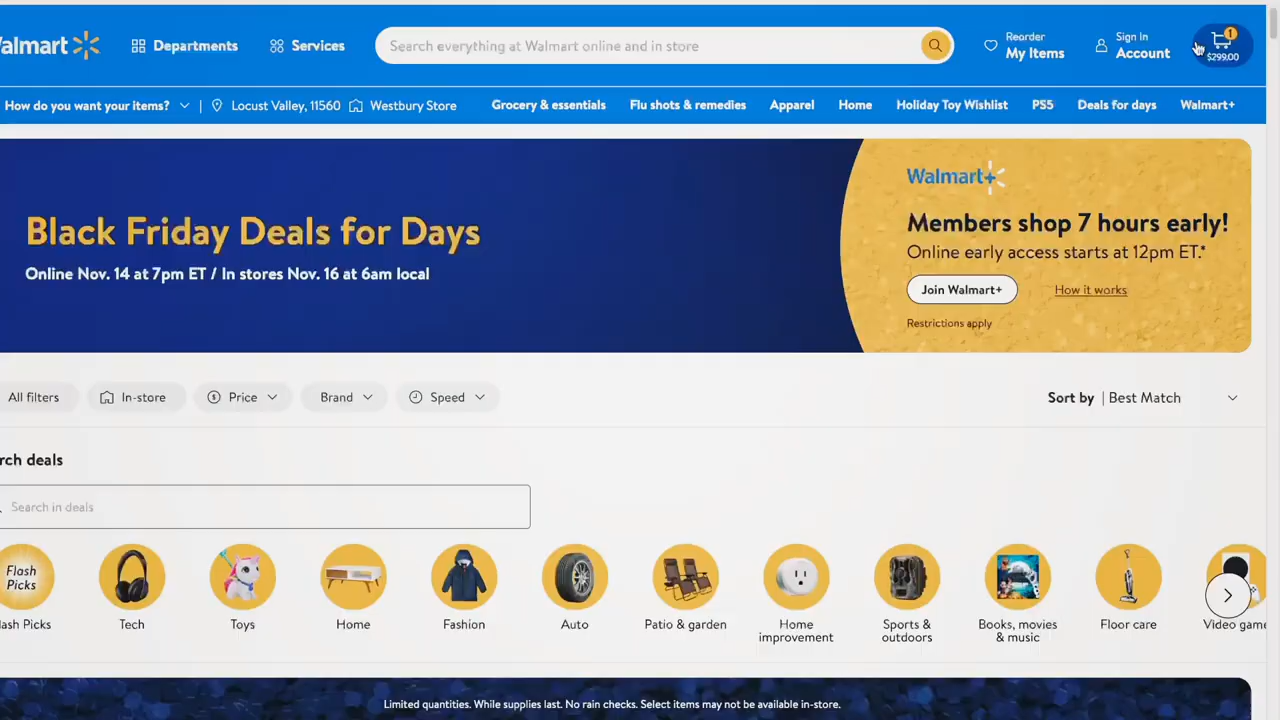 Walmart
Departments
Services
Search everything at Walmart online and in store
Reorder
My Items
Sign In
Account
1
$299.00
How do you want your items?
Locust Valley, 11560
Westbury Store
Grocery & essentials
Flu shots & remedies
Apparel
Home
Holiday Toy Wishlist
PS5
Deals for days
Walmart+
Black Friday Deals for Days
Online Nov. 14 at 7pm ET / In stores Nov. 16 at 6am local
Walmart+
Members shop 7 hours early!
Online early access starts at 12pm ET.*
Join Walmart+
How it works
Restrictions apply
All filters
In-store
Price
Brand
Speed
Sort by | Best Match
rch deals
Search in deals
Flash
Picks
lash Picks
Tech
Toys
Home
Fashion
Auto
Patio & garden
Home
improvement
Sports &
outdoors
Books, movies
& music
Floor care
Video game
Limited quantities. While supplies last. No rain checks. Select items may not be available in-store.